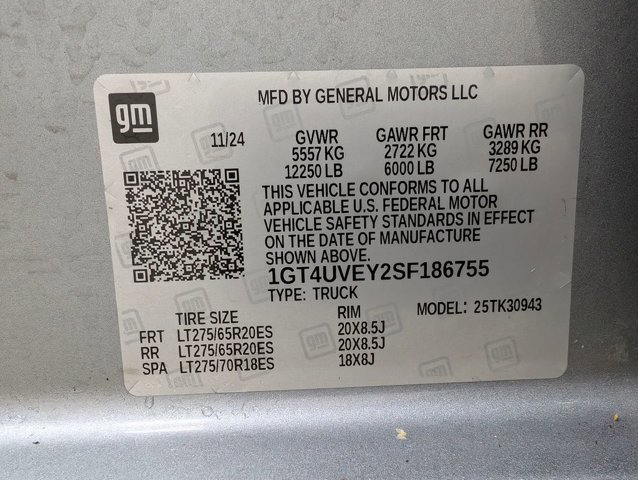 gm
MFD BY GENERAL MOTORS LLC
11/24 GVWR GAWR FRT GAWR RR
5557 KG 2722 KG 3289 KG
12250 LB 6000 LB 7250 LB
THIS VEHICLE CONFORMS TO ALL
APPLICABLE U.S. FEDERAL MOTOR
VEHICLE SAFETY STANDARDS IN EFFECT
ON THE DATE OF MANUFACTURE
SHOWN ABOVE.
1GT4UVEY2SF186755
TYPE: TRUCK MODEL: 25TK30943
TIRE SIZE RIM
FRT LT275/65R20ES 20X8.5J
RR LT275/65R20ES 20X8.5J
SPA LT275/70R18ES 18X8J